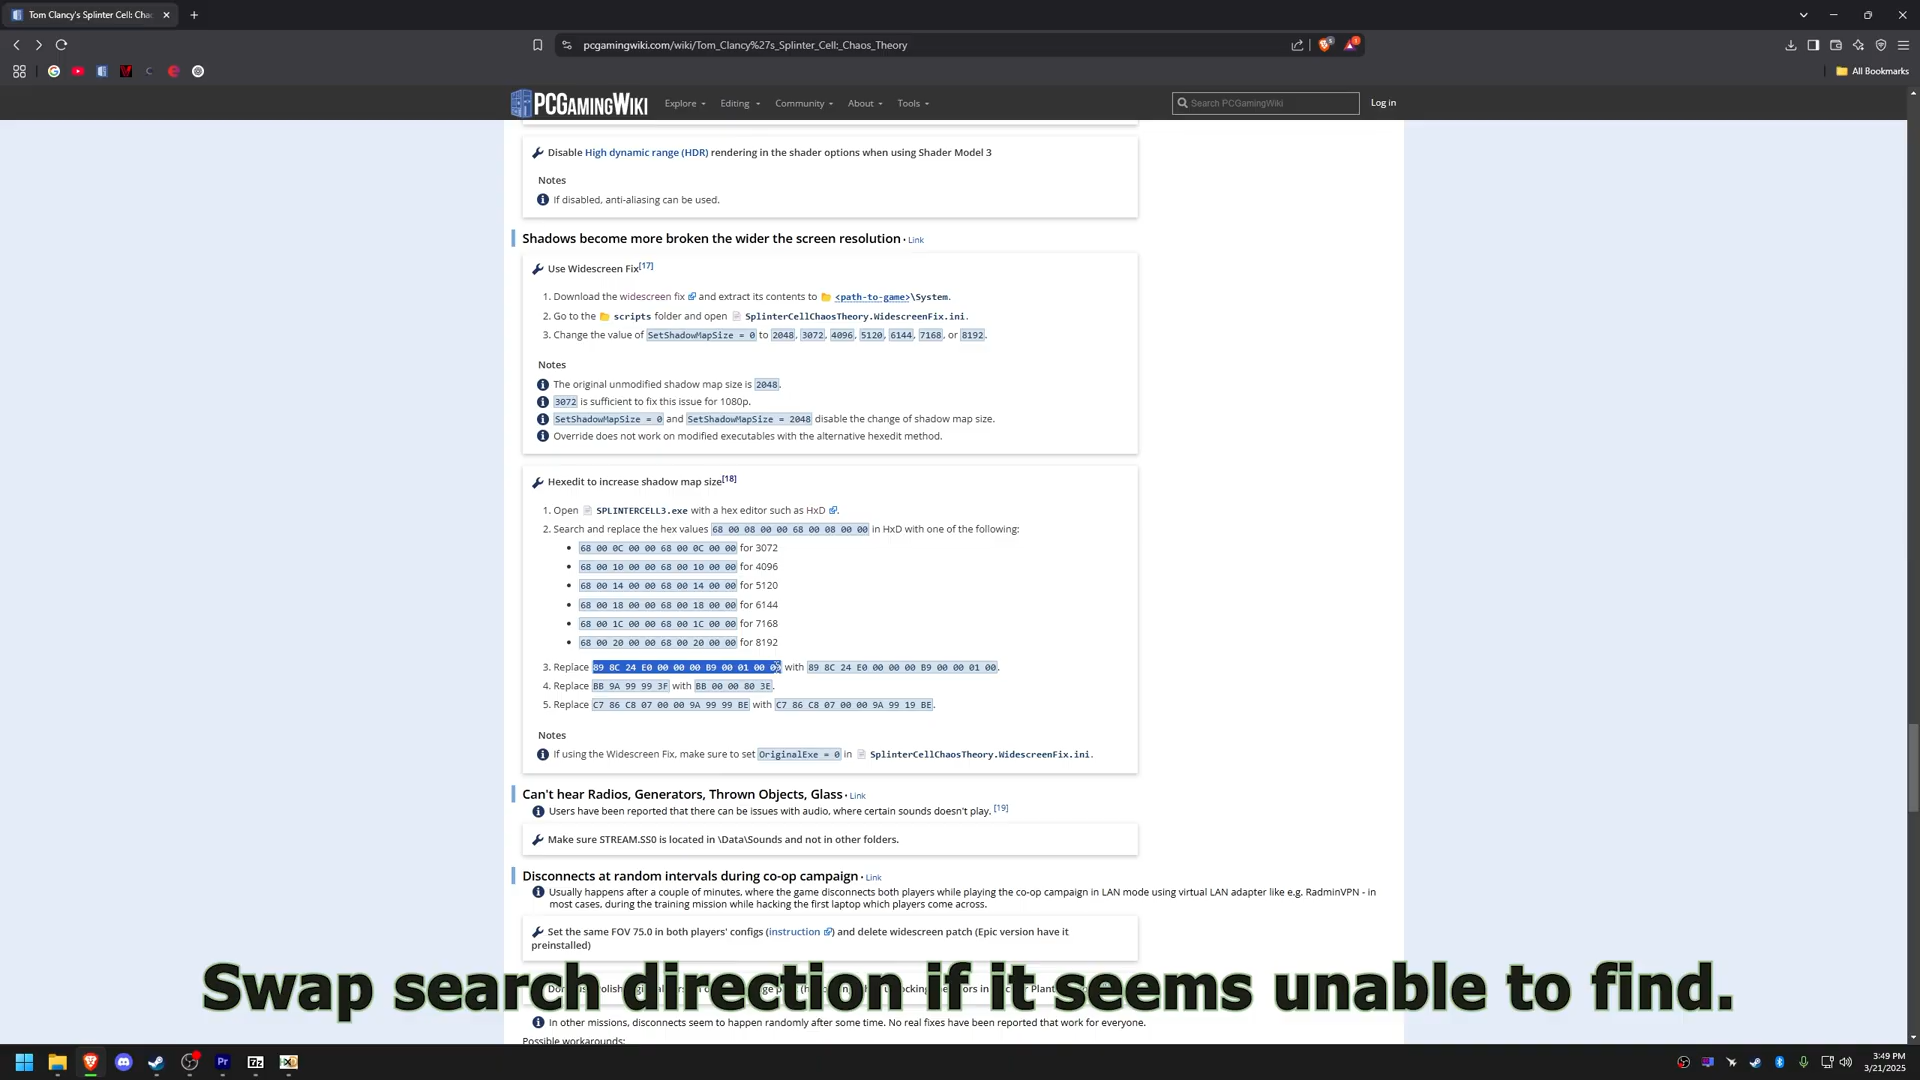 Tom Clancy's Splinter Cell: Chao
pcgamingwiki.com/wiki/Tom_Clancy%27s_Splinter_Cell:_Chaos_Theory
All Bookmarks
PCGAMINGWIKI Explore Editing Community About Tools Search PCGamingWiki Log in
Disable High dynamic range (HDR) rendering in the shader options when using Shader Model 3
Notes
If disabled, anti-aliasing can be used.
Shadows become more broken the wider the screen resolution · Link
Use Widescreen Fix[17]
1. Download the widescreen fix and extract its contents to <path-to-game>\System.
2. Go to the scripts folder and open SplinterCellChaosTheory.WidescreenFix.ini.
3. Change the value of SetShadowMapSize = 0 to 2048, 3072, 4096, 5120, 6144, 7168, or 8192.
Notes
The original unmodified shadow map size is 2048.
3072 is sufficient to fix this issue for 1080p.
SetShadowMapSize = 0 and SetShadowMapSize = 2048 disable the change of shadow map size.
Override does not work on modified executables with the alternative hexedit method.
Hexedit to increase shadow map size[18]
1. Open SPLINTERCELL3.exe with a hex editor such as HxD.
2. Search and replace the hex values 68 00 08 00 00 68 00 08 00 00 in HxD with one of the following:
• 68 00 0C 00 00 68 00 0C 00 00 for 3072
• 68 00 10 00 00 68 00 10 00 00 for 4096
• 68 00 14 00 00 68 00 14 00 00 for 5120
• 68 00 18 00 00 68 00 18 00 00 for 6144
• 68 00 1C 00 00 68 00 1C 00 00 for 7168
• 68 00 20 00 00 68 00 20 00 00 for 8192
3. Replace 89 8C 24 E0 00 00 00 B9 00 01 00 00 with 89 8C 24 E0 00 00 00 B9 00 00 01 00.
4. Replace BB 9A 99 99 3F with BB 00 00 80 3E.
5. Replace C7 86 C8 07 00 00 9A 99 99 BE with C7 86 C8 07 00 00 9A 99 19 BE.
Notes
If using the Widescreen Fix, make sure to set OriginalExe = 0 in SplinterCellChaosTheory.WidescreenFix.ini.
Can't hear Radios, Generators, Thrown Objects, Glass · Link
Users have been reported that there can be issues with audio, where certain sounds doesn't play. [19]
Make sure STREAM.SS0 is located in \Data\Sounds and not in other folders.
Disconnects at random intervals during co-op campaign · Link
Usually happens after a couple of minutes, where the game disconnects both players while playing the co-op campaign in LAN mode using virtual LAN adapter like e.g. RadminVPN - in
most cases, during the training mission while hacking the first laptop which players come across.
Set the same FOV 75.0 in both players' configs (instruction) and delete widescreen patch (Epic version have it
preinstalled)
Swap search direction if it seems unable to find.
In other missions, disconnects seem to happen randomly after some time. No real fixes have been reported that work for everyone.
Possible workarounds:
3:49 PM
3/21/2025